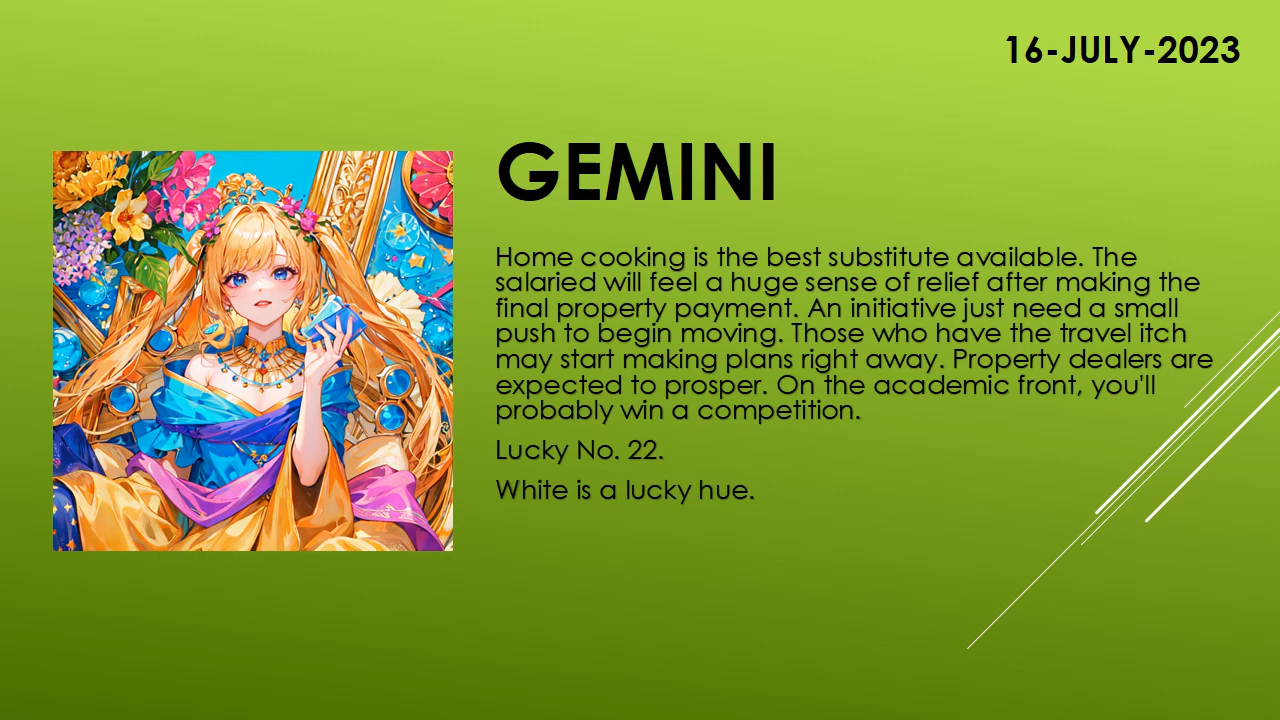 16-JULY-2023
GEMINI
Home cooking is the best substitute available. The
salaried will feel a huge sense of relief after making the
final property payment. An initiative just need a small
push to begin moving. Those who have the travel itch
may start making plans right away. Property dealers are
expected to prosper. On the academic front, you'll
probably win a competition.
Lucky No. 22.
White is a lucky hue.